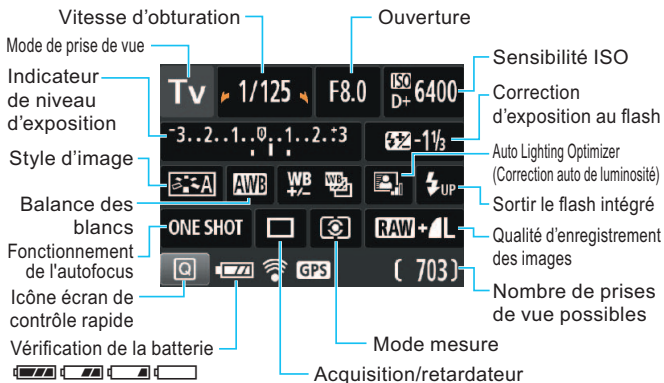 Vitesse d'obturation
Ouverture
Mode de prise de vue
Sensibilité ISO
Indicateur
de niveau
d'exposition
Tv 1/125 F8.0 ISO D+ 6400
Correction
d'exposition au flash
-3..2..1..0..1..2.+3
-1⅓
Auto Lighting Optimizer
(Correction auto de luminosité)
Style d'image
A AWB WB +/- WB UP
Sortir le flash intégré
Balance des
blancs
ONE SHOT RAW+L
Qualité d'enregistrement
des images
Fonctionnement
de l'autofocus
Q GPS ( 703)
Nombre de prises
de vue possibles
Icône écran de
contrôle rapide
Mode mesure
Vérification de la batterie
Acquisition/retardateur